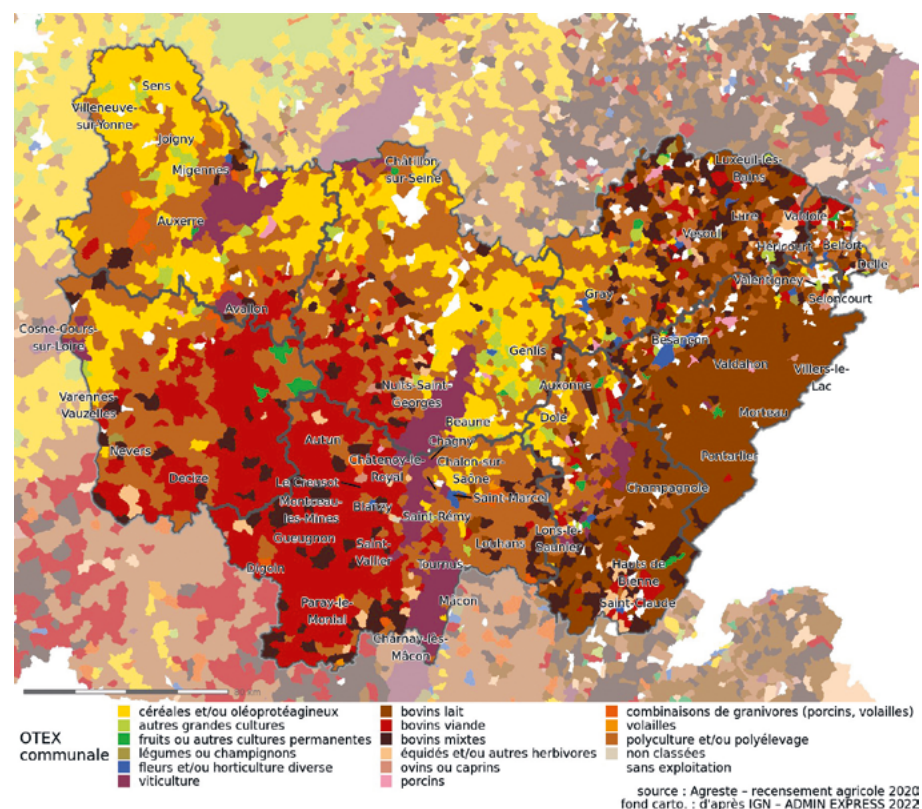 Sens
Villeneuve-
sur-Yonne
Joigny
Migennes
Châtillon
sur-Seine
Luxeuil-les-
Bains
Auxerre
Lure
Valdoie
Vesoul
Héricourt
Belfort
Delle
Valentigney
Seloncourt
Avallon
Gray
Cosne-Cours-
sur-Loire
Besançon
Genlis
Valdahon
Villers-le-
Lac
Nuits-Saint-
Georges
Auxonne
Varennes-
Vauzelles
Morteau
Beaune
Dole
Nevers
Autun
Chagny
Pontarlier
Châtenoy-le-
Royal
Chalon-sur-
Saône
Decize
Le Creusot
Champagnole
Montceau-
les-Mines
Blanzy
Saint-Marcel
Saint-Rémy
Gueugnon
Saint-
Vallier
Louhans
Lons-le-
Saunier
Digoin
Tournus
Hauts de
Bienne
Paray-le-
Monial
Mâcon
Saint-Claude
Charnay-lès-
Mâcon
OTEX
communale
céréales et/ou oléoprotéagineux
autres grandes cultures
fruits ou autres cultures permanentes
légumes ou champignons
fleurs et/ou horticulture diverse
viticulture
bovins lait
bovins viande
bovins mixtes
équidés et/ou autres herbivores
ovins ou caprins
porcins
combinaisons de granivores (porcins, volailles)
volailles
polyculture et/ou polyélevage
non classées
sans exploitation
source : Agreste – recensement agricole 2020
fond carto. : d'après IGN – ADMIN EXPRESS 2022